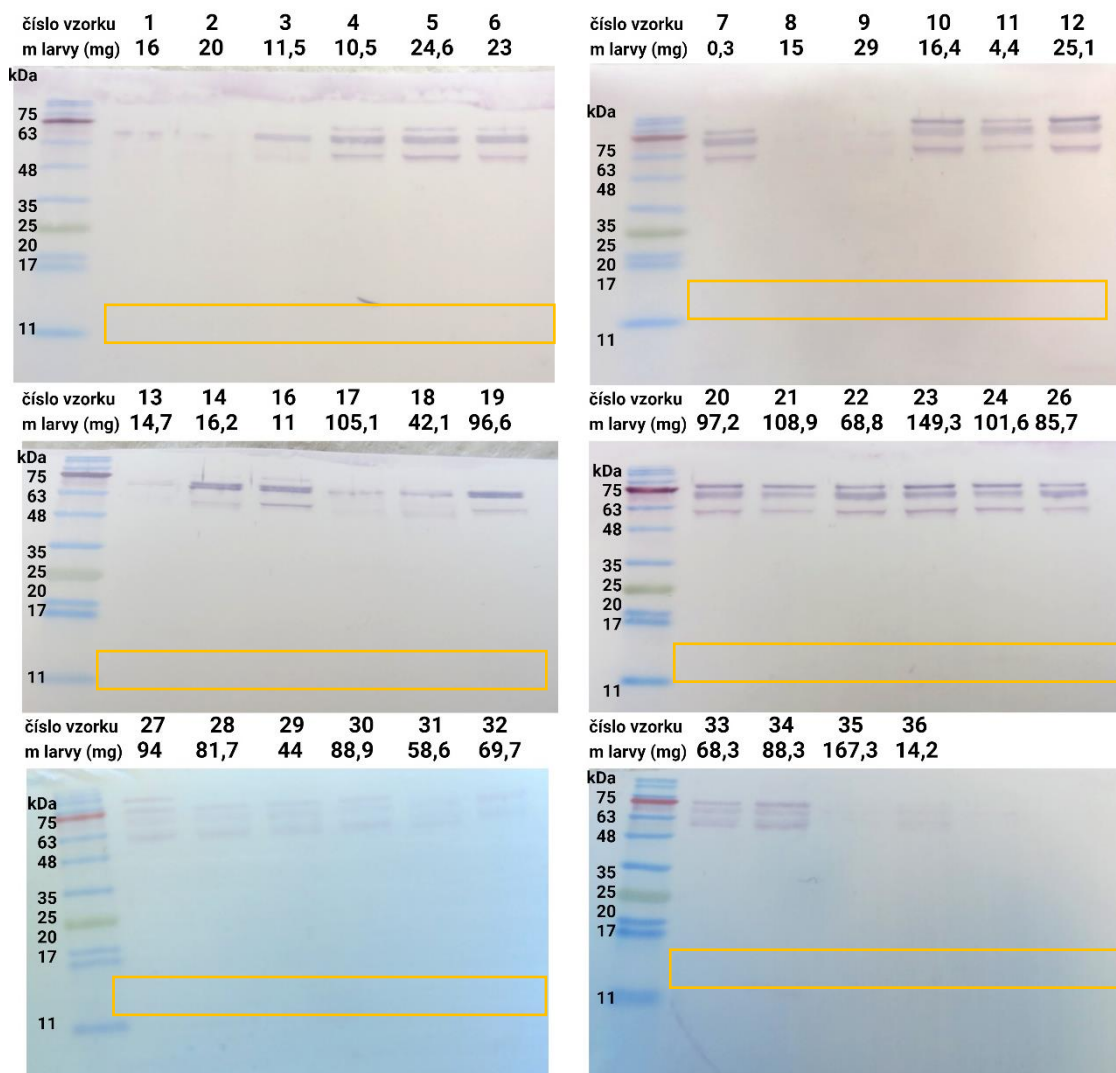 číslo vzorku 1 2 3 4 5 6
m larvy (mg) 16 20 11,5 10,5 24,6 23
kDa
75
63
48
35
25
20
17
11
číslo vzorku 7 8 9 10 11 12
m larvy (mg) 0,3 15 29 16,4 4,4 25,1
kDa
75
63
48
35
25
20
17
11
číslo vzorku 13 14 16 17 18 19
m larvy (mg) 14,7 16,2 11 105,1 42,1 96,6
kDa
75
63
48
35
25
20
17
11
číslo vzorku 20 21 22 23 24 26
m larvy (mg) 97,2 108,9 68,8 149,3 101,6 85,7
kDa
75
63
48
35
25
20
17
11
číslo vzorku 27 28 29 30 31 32
m larvy (mg) 94 81,7 44 88,9 58,6 69,7
kDa
75
63
48
35
25
20
17
11
číslo vzorku 33 34 35 36
m larvy (mg) 68,3 88,3 167,3 14,2
kDa
75
63
48
35
25
20
17
11